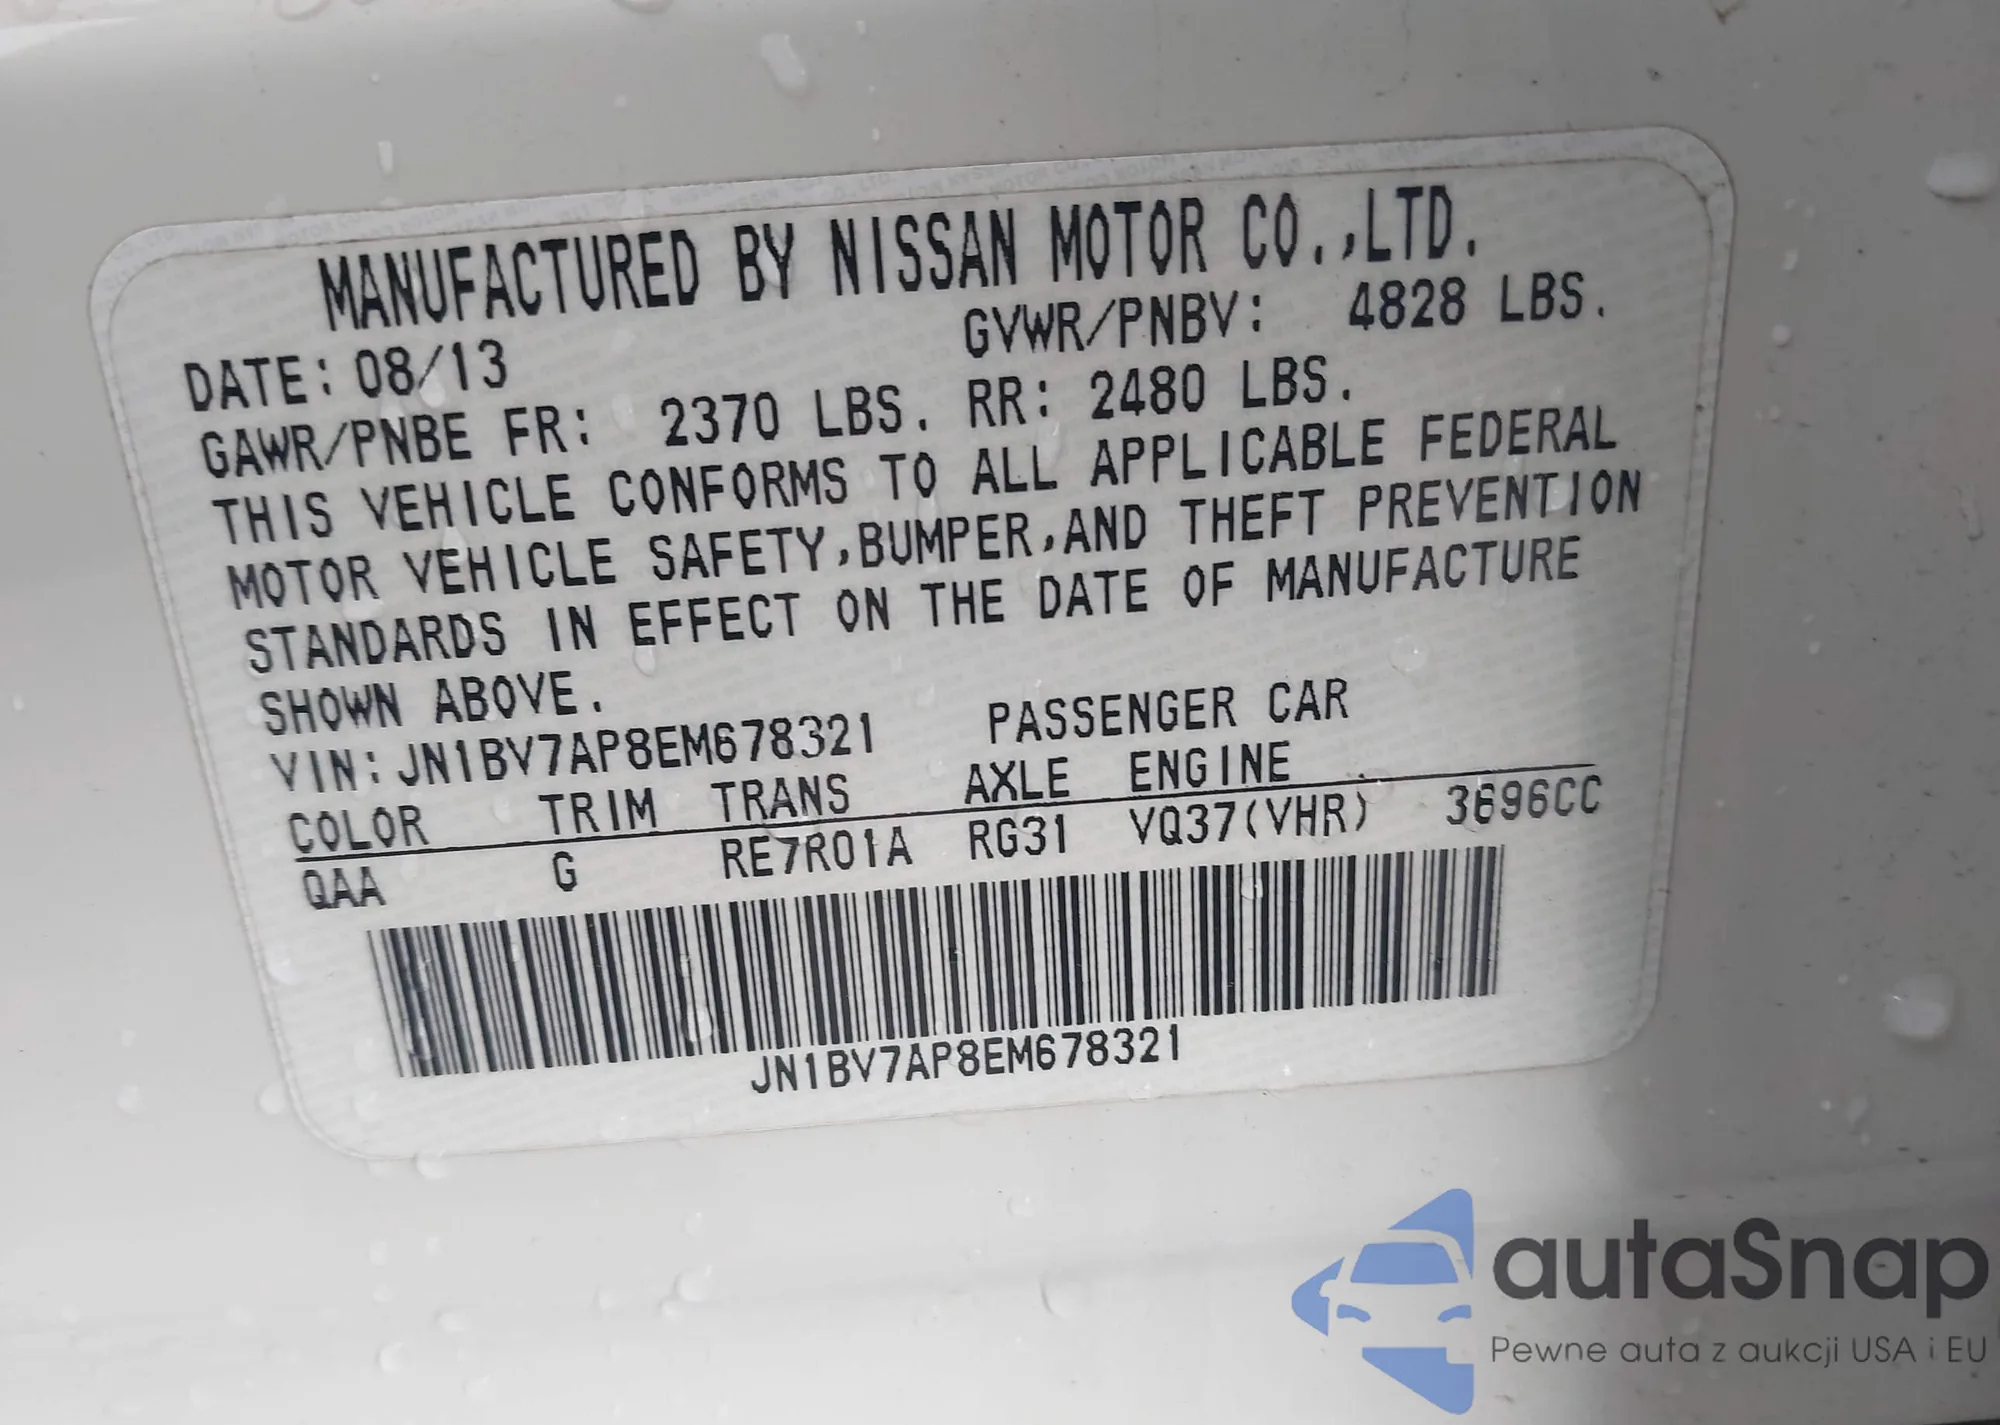 MANUFACTURED BY NISSAN MOTOR CO.,LTD.
DATE: 08/13 GVWR/PNBV: 4828 LBS.
GAWR/PNBE FR: 2370 LBS. RR: 2480 LBS.
THIS VEHICLE CONFORMS TO ALL APPLICABLE FEDERAL
MOTOR VEHICLE SAFETY,BUMPER,AND THEFT PREVENTION
STANDARDS IN EFFECT ON THE DATE OF MANUFACTURE
SHOWN ABOVE.
VIN: JN1BV7AP8EM678321 PASSENGER CAR
COLOR TRIM TRANS AXLE ENGINE
QAA G RE7R01A RG31 VQ37(VHR) 3696CC
JN1BV7AP8EM678321
autaSnap
Pewne auta z aukcji USA i EU